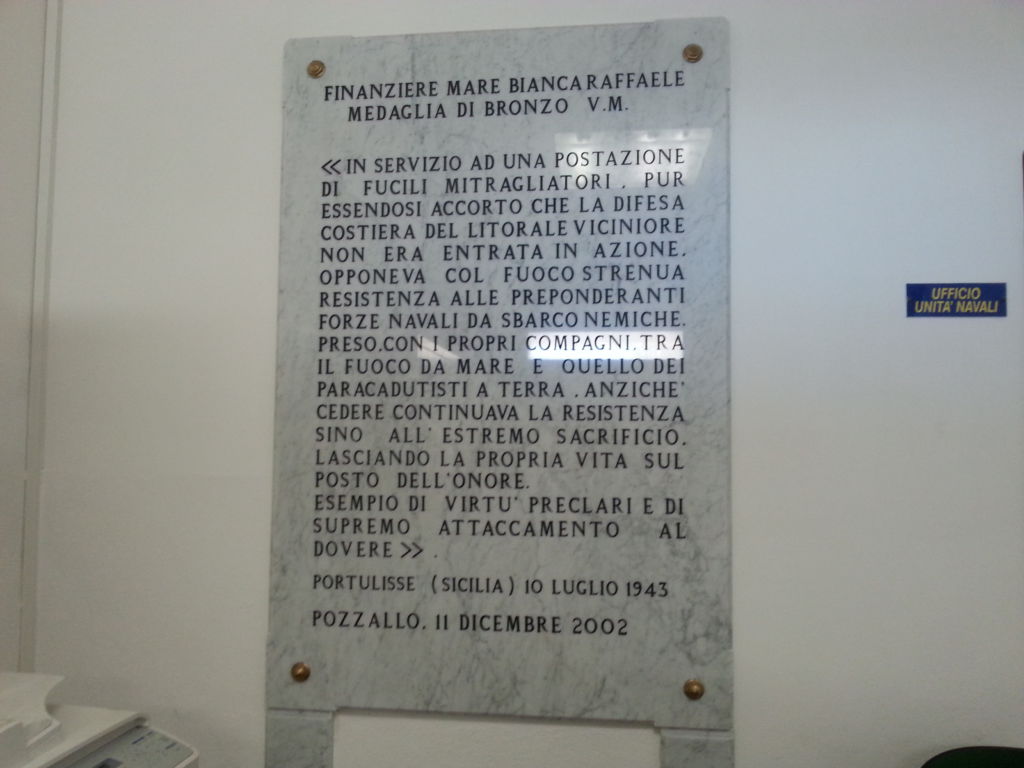 FINANZIERE MARE BIANCA RAFFAELE
MEDAGLIA DI BRONZO V.M.
≪ IN SERVIZIO AD UNA POSTAZIONE
DI FUCILI MITRAGLIATORI. PUR
ESSENDOSI ACCORTO CHE LA DIFESA
COSTIERA DEL LITORALE VICINIORE
NON ERA ENTRATA IN AZIONE.
OPPONEVA COL FUOCO STRENUA
RESISTENZA ALLE PREPONDERANTI
FORZE NAVALI DA SBARCO NEMICHE.
PRESO.CON I PROPRI COMPAGNI.TRA
IL FUOCO DA MARE E QUELLO DEI
PARACADUTISTI A TERRA. ANZICHE'
CEDERE CONTINUAVA LA RESISTENZA
SINO ALL'ESTREMO SACRIFICIO.
LASCIANDO LA PROPRIA VITA SUL
POSTO DELL'ONORE.
ESEMPIO DI VIRTU' PRECLARI E DI
SUPREMO ATTACCAMENTO AL
DOVERE ≫.
PORTULISSE (SICILIA) 10 LUGLIO 1943
POZZALLO. 11 DICEMBRE 2002
UFFICIO
UNITA' NAVALI